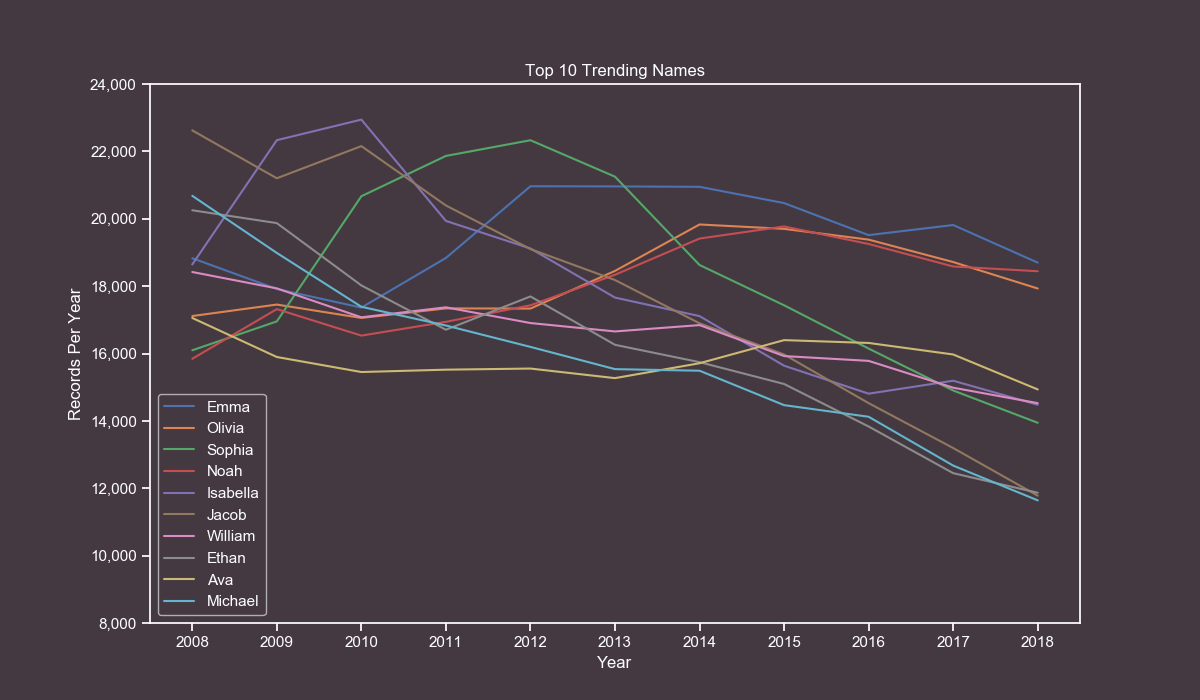 Top 10 Trending Names
24,000
22,000
20,000
18,000
16,000
14,000
12,000
10,000
8,000
Records Per Year
Emma
Olivia
Sophia
Noah
Isabella
Jacob
William
Ethan
Ava
Michael
2008 2009 2010 2011 2012 2013 2014 2015 2016 2017 2018
Year